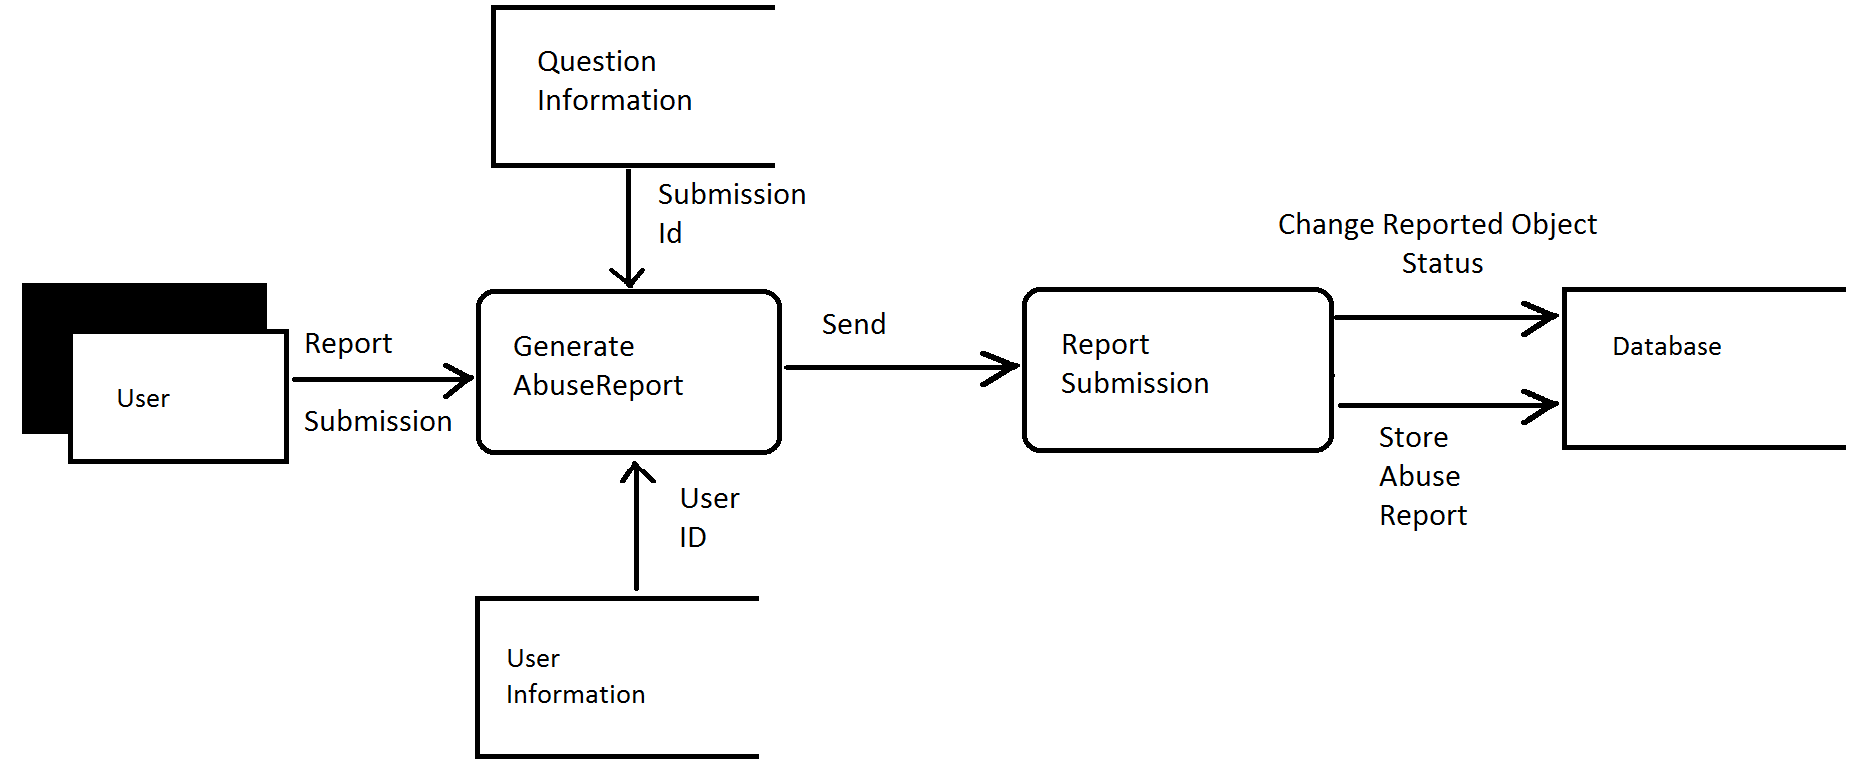 Question
Information
Submission
Id
Change Reported Object
Status
User
Report
Submission
Generate
AbuseReport
Send
Report
Submission
Database
Store
Abuse
Report
User
ID
User
Information